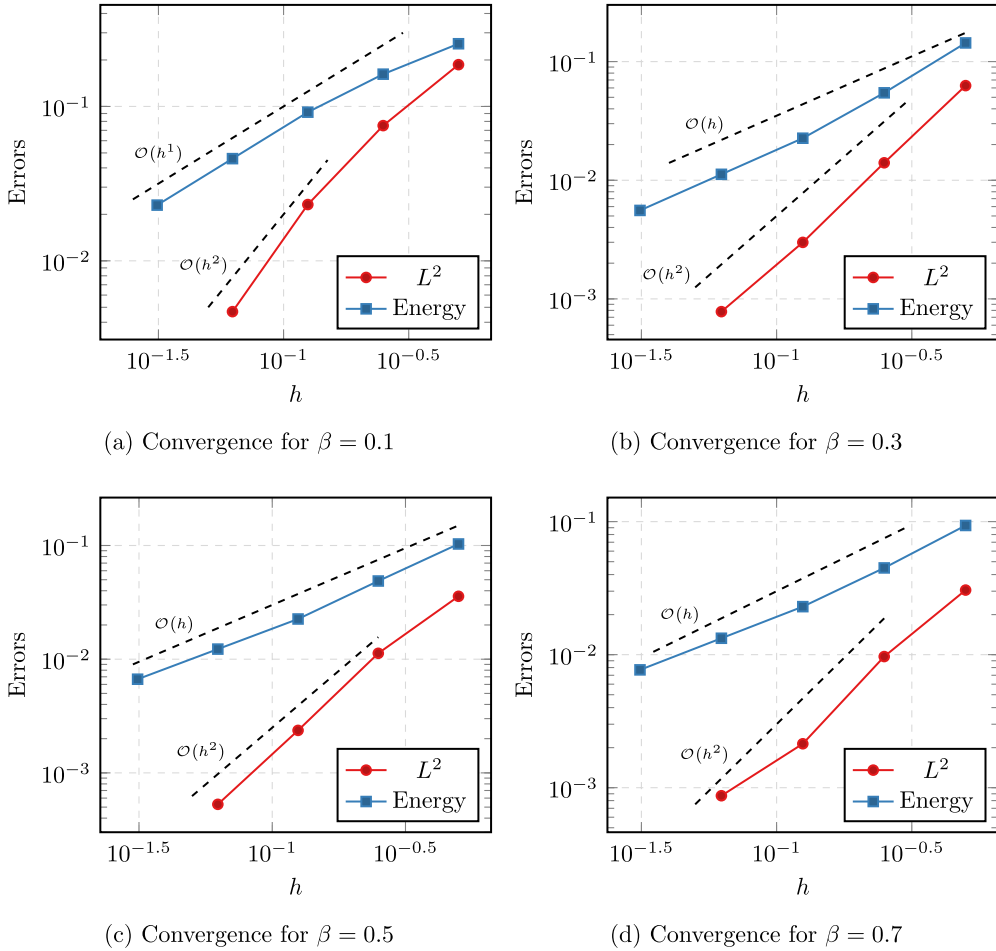 10^{-1}
10^{-2}
Errors
𝒪(h^1)
𝒪(h^2)
L^2
Energy
10^{-1.5}
10^{-1}
10^{-0.5}
h
(a) Convergence for β = 0.1
10^{-1}
10^{-2}
10^{-3}
Errors
𝒪(h)
𝒪(h^2)
L^2
Energy
10^{-1.5}
10^{-1}
10^{-0.5}
h
(b) Convergence for β = 0.3
10^{-1}
10^{-2}
10^{-3}
Errors
𝒪(h)
𝒪(h^2)
L^2
Energy
10^{-1.5}
10^{-1}
10^{-0.5}
h
(c) Convergence for β = 0.5
10^{-1}
10^{-2}
10^{-3}
Errors
𝒪(h)
𝒪(h^2)
L^2
Energy
10^{-1.5}
10^{-1}
10^{-0.5}
h
(d) Convergence for β = 0.7